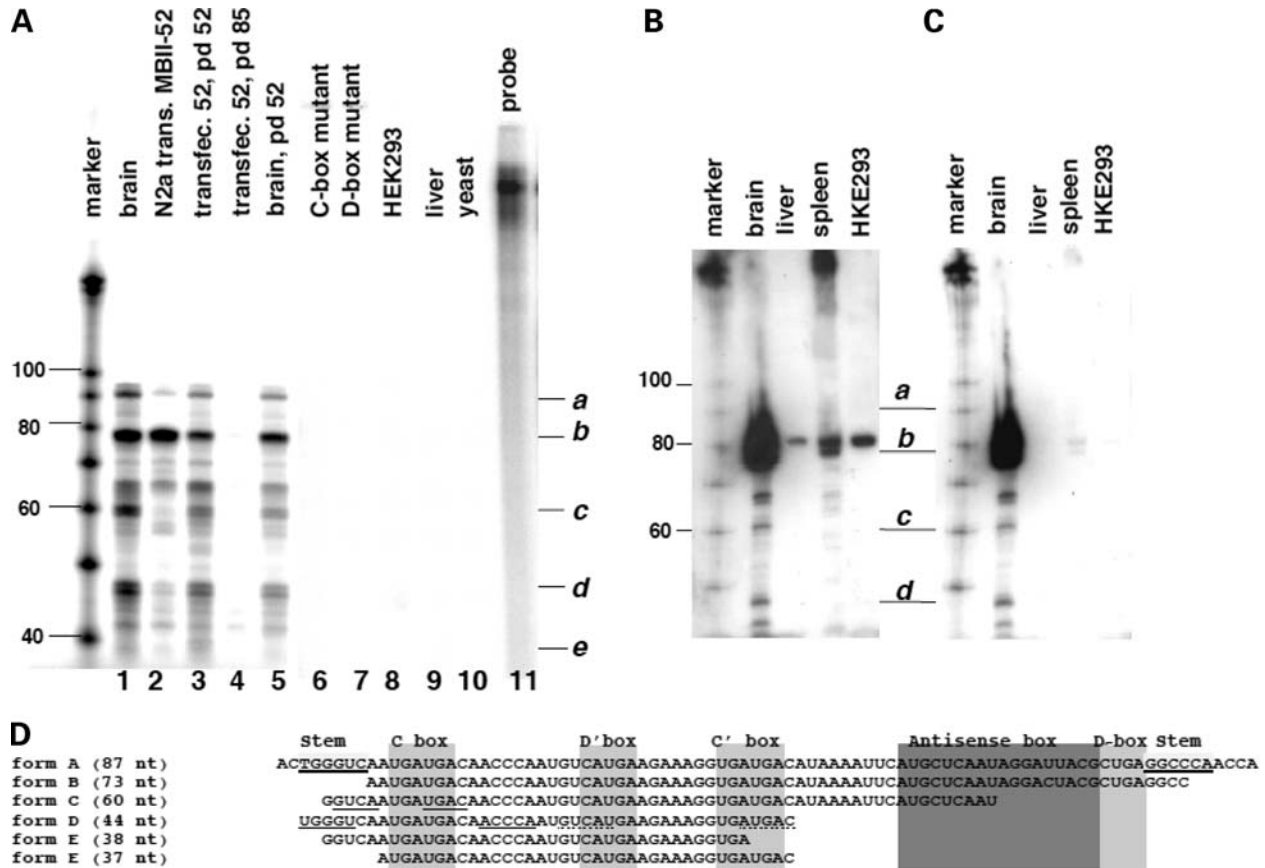 A
B
C
marker
brain
N2a trans. MBII-52
transfec. 52, pd 52
transfec. 52, pd 85
brain, pd 52
C-box mutant
D-box mutant
HEK293
liver
yeast
probe
100
80
60
40
a
b
c
d
e
1 2 3 4 5 6 7 8 9 10 11
marker
brain
liver
spleen
HKE293
100
80
60
a
b
c
d
marker
brain
liver
spleen
HKE293
D
Stem C box D'box C' box Antisense box D-box Stem
form A (87 nt) ACTGGGUCAAUGAUGACAACCCAAUGUCAUGAAGAAAGGUGAUGACAUAAAAUUCAUGCUCAAUAGGAUUACGCUGAGGCCCAACCA
form B (73 nt) AAUGAUGACAACCCAAUGUCAUGAAGAAAGGUGAUGACAUAAAAUUCAUGCUCAAUAGGACUACGCUGAGGCC
form C (60 nt) GGUCAAUGAUGACAACCCAAUGUCAUGAAGAAAGGUGAUGACAUAAAAUUCAUGCUCAAU
form D (44 nt) UGGGUCAAUGAUGACAACCCAAUGUCAUGAAGAAAGGUGAUGAC
form E (38 nt) GGUCAAUGAUGACAACCCAAUGUCAUGAAGAAAGGUGA
form E (37 nt) AUGAUGACAACCCAAUGUCAUGAAGAAAGGUGAUGAC